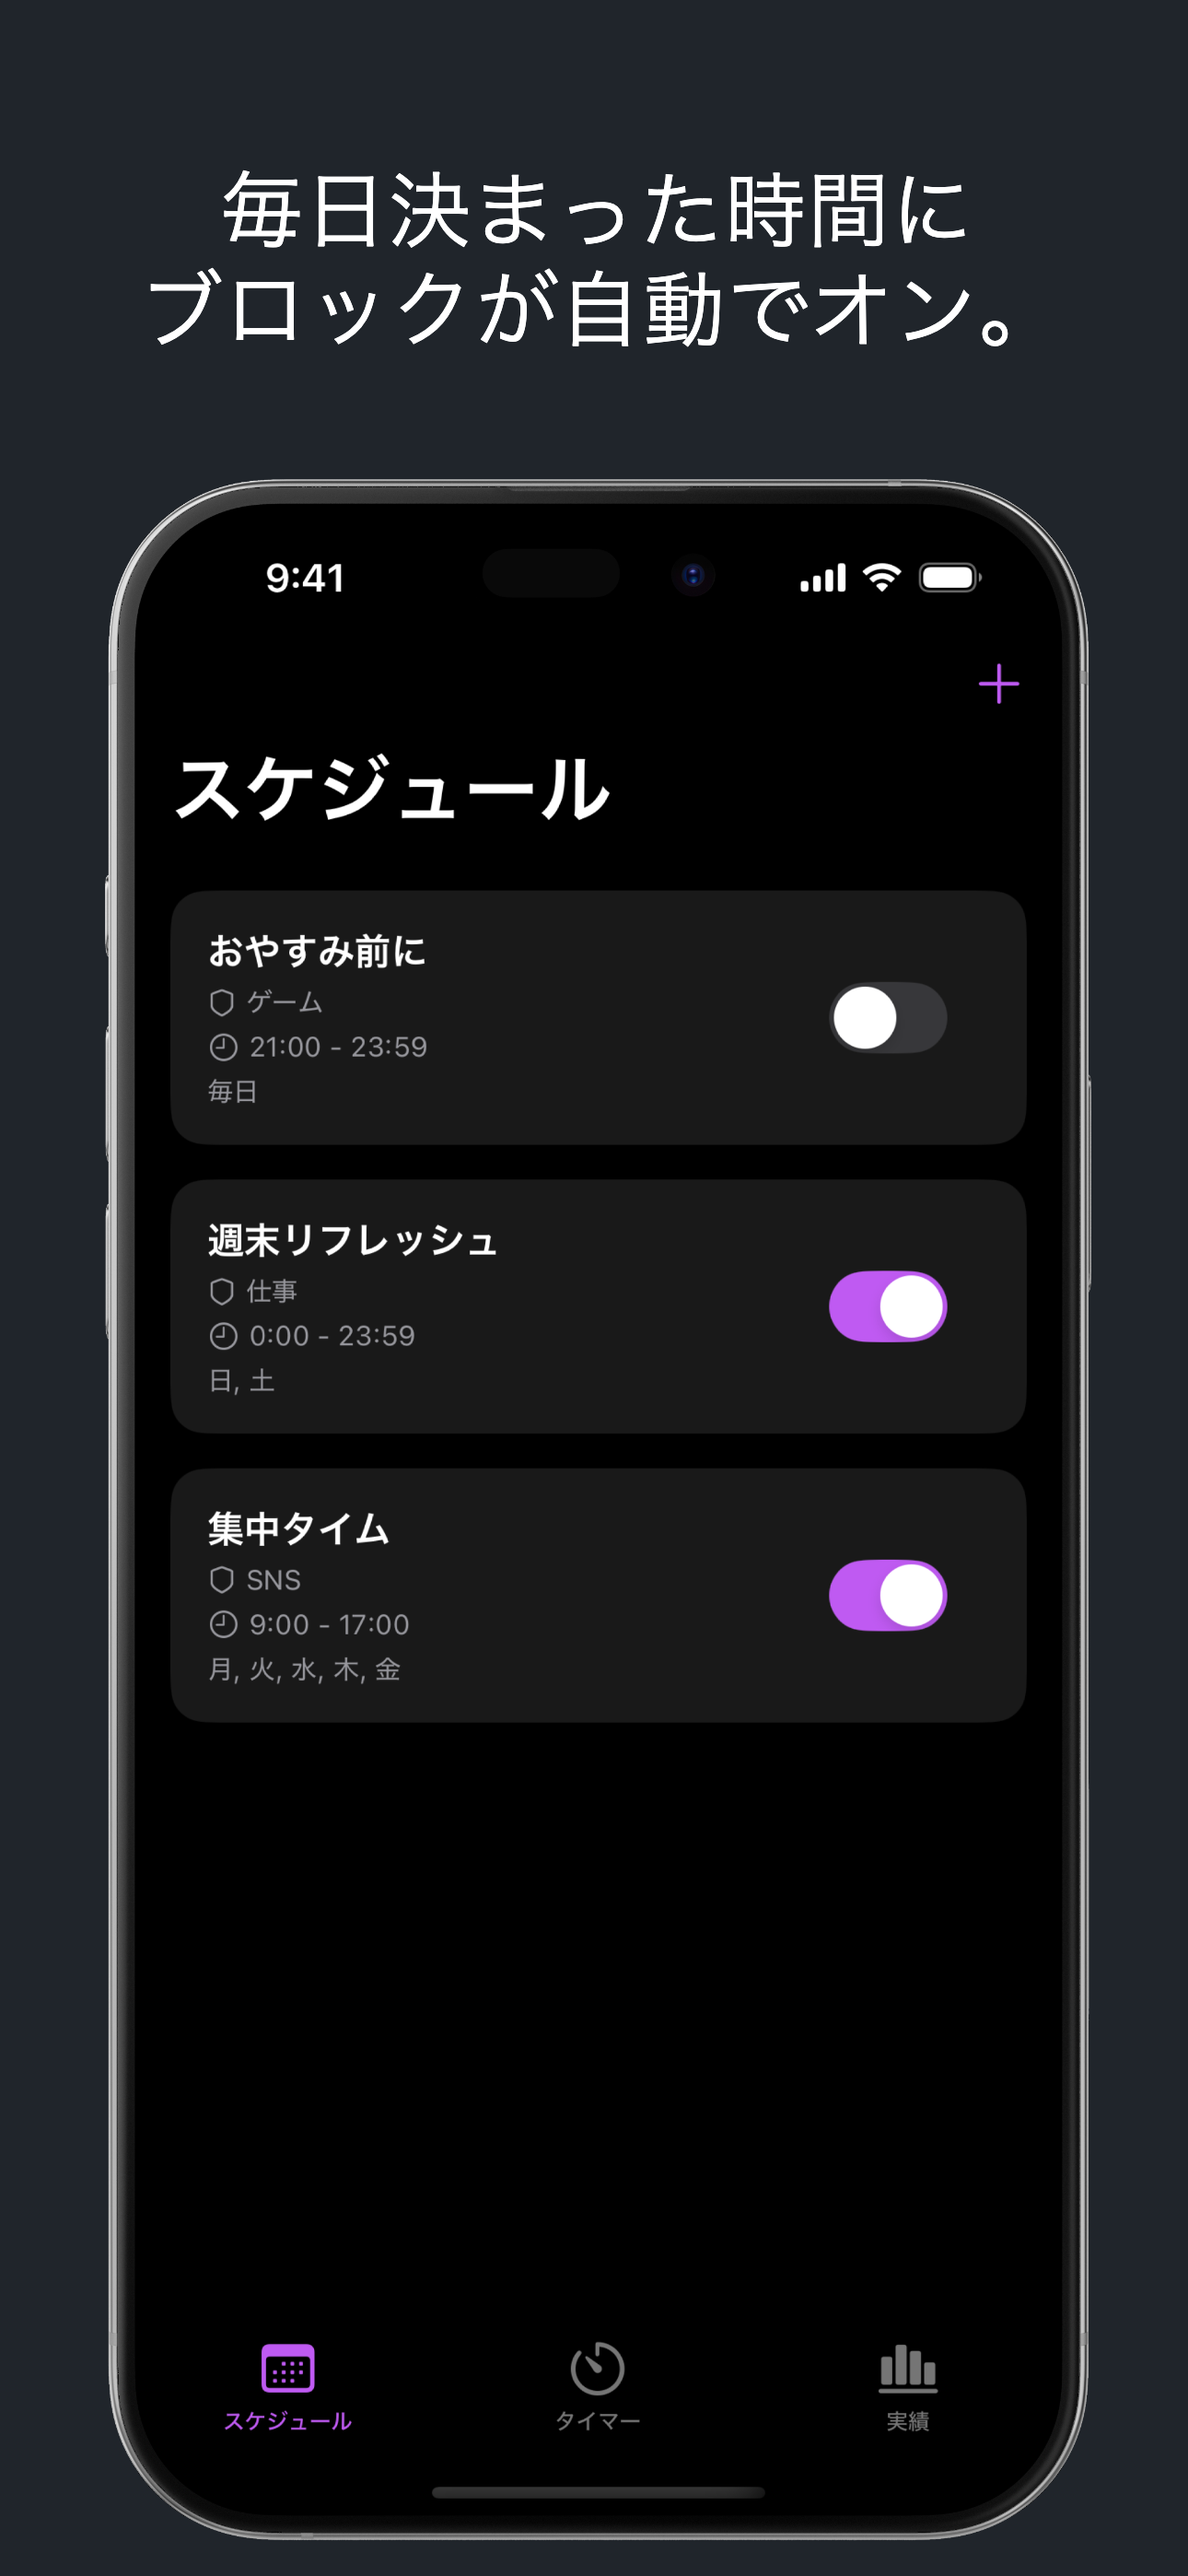 毎日決まった時間に
ブロックが自動でオン。
9:41
スケジュール
おやすみ前に
ゲーム
21:00 - 23:59
毎日
週末リフレッシュ
仕事
0:00 - 23:59
日, 土
集中タイム
SNS
9:00 - 17:00
月, 火, 水, 木, 金
スケジュール
タイマー
実績